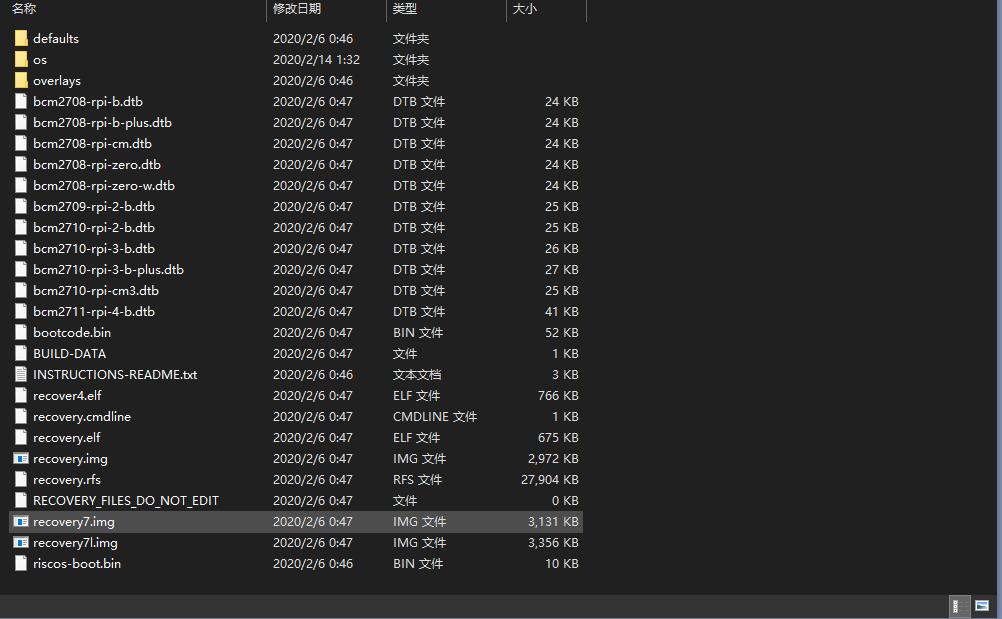 名称 修改日期 类型 大小
defaults 2020/2/6 0:46 文件夹
os 2020/2/14 1:32 文件夹
overlays 2020/2/6 0:46 文件夹
bcm2708-rpi-b.dtb 2020/2/6 0:47 DTB 文件 24 KB
bcm2708-rpi-b-plus.dtb 2020/2/6 0:47 DTB 文件 24 KB
bcm2708-rpi-cm.dtb 2020/2/6 0:47 DTB 文件 24 KB
bcm2708-rpi-zero.dtb 2020/2/6 0:47 DTB 文件 24 KB
bcm2708-rpi-zero-w.dtb 2020/2/6 0:47 DTB 文件 24 KB
bcm2709-rpi-2-b.dtb 2020/2/6 0:47 DTB 文件 25 KB
bcm2710-rpi-2-b.dtb 2020/2/6 0:47 DTB 文件 25 KB
bcm2710-rpi-3-b.dtb 2020/2/6 0:47 DTB 文件 26 KB
bcm2710-rpi-3-b-plus.dtb 2020/2/6 0:47 DTB 文件 27 KB
bcm2710-rpi-cm3.dtb 2020/2/6 0:47 DTB 文件 25 KB
bcm2711-rpi-4-b.dtb 2020/2/6 0:47 DTB 文件 41 KB
bootcode.bin 2020/2/6 0:47 BIN 文件 52 KB
BUILD-DATA 2020/2/6 0:47 文件 1 KB
INSTRUCTIONS-README.txt 2020/2/6 0:46 文本文档 3 KB
recover4.elf 2020/2/6 0:47 ELF 文件 766 KB
recovery.cmdline 2020/2/6 0:47 CMDLINE 文件 1 KB
recovery.elf 2020/2/6 0:47 ELF 文件 675 KB
recovery.img 2020/2/6 0:47 IMG 文件 2,972 KB
recovery.rfs 2020/2/6 0:47 RFS 文件 27,904 KB
RECOVERY_FILES_DO_NOT_EDIT 2020/2/6 0:47 文件 0 KB
recovery7.img 2020/2/6 0:47 IMG 文件 3,131 KB
recovery7l.img 2020/2/6 0:47 IMG 文件 3,356 KB
riscos-boot.bin 2020/2/6 0:46 BIN 文件 10 KB